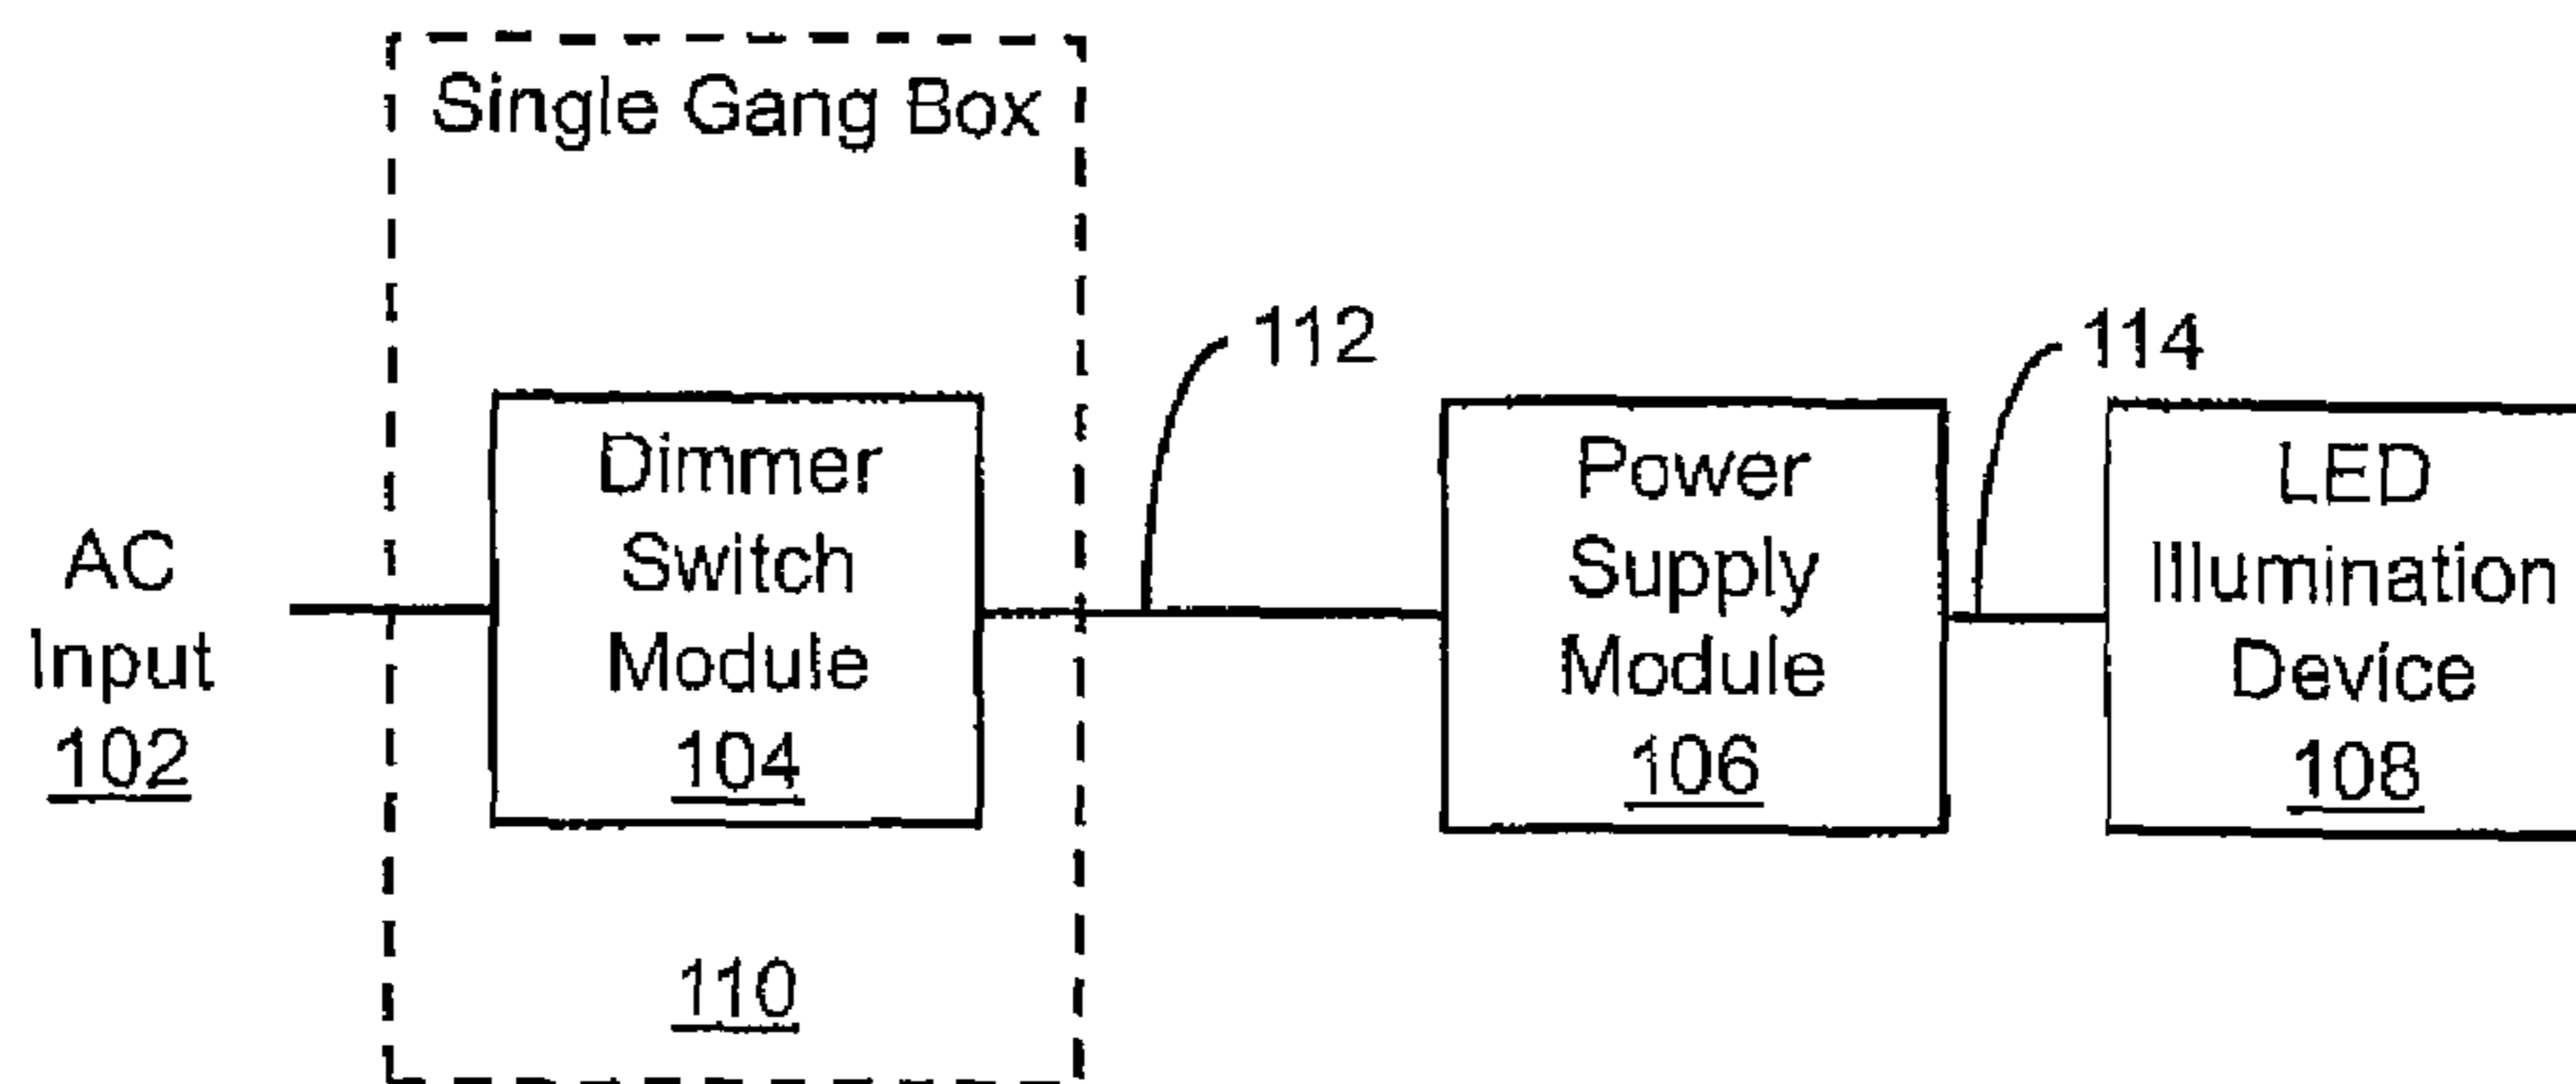 Single Gang Box
AC
Input
102
Dimmer
Switch
Module
104
110
112
Power
Supply
Module
106
114
LED
Illumination
Device
108